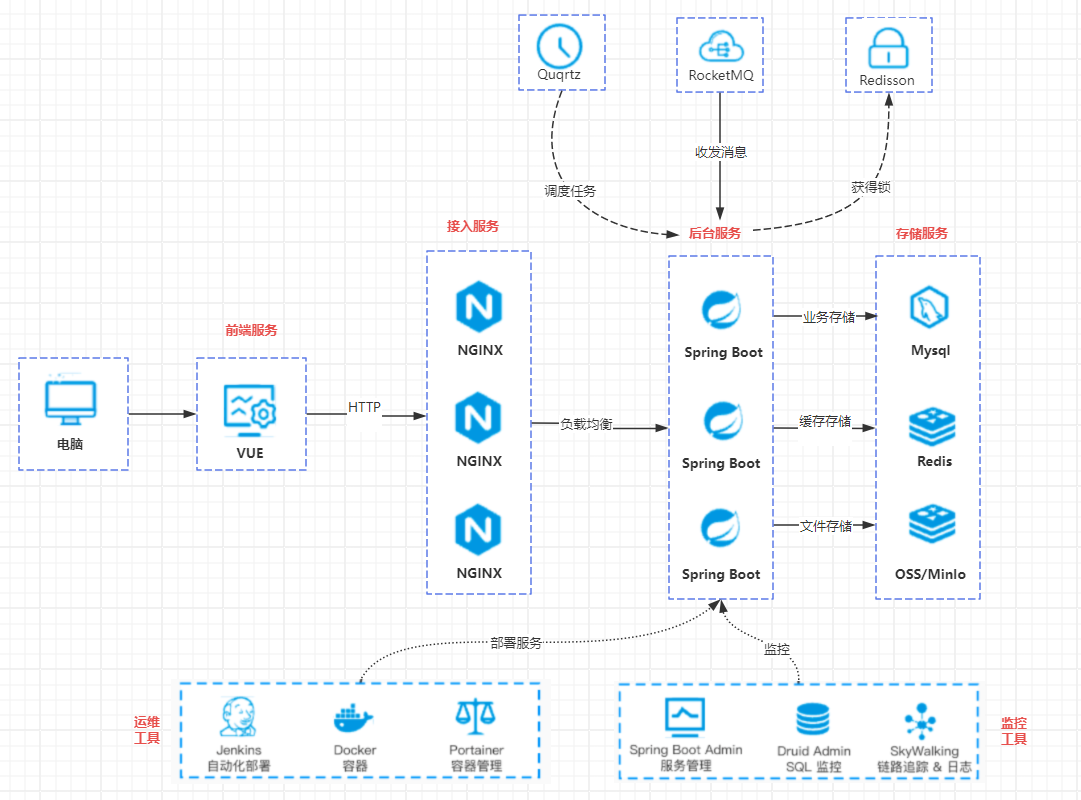 Ququrtz
RocketMQ
Redisson
收发消息
调度任务
获得锁
接入服务
后台服务
存储服务
NGINX
Spring Boot
业务存储
Mysql
前端服务
电脑
VUE
HTTP
NGINX
负载均衡
Spring Boot
缓存存储
Redis
NGINX
Spring Boot
文件存储
OSS/MinIo
部署服务
监控
运维
工具
Jenkins
自动化部署
Docker
容器
Portainer
容器管理
Spring Boot Admin
服务管理
Druid Admin
SQL 监控
SkyWalking
链路追踪 & 日志
监控
工具